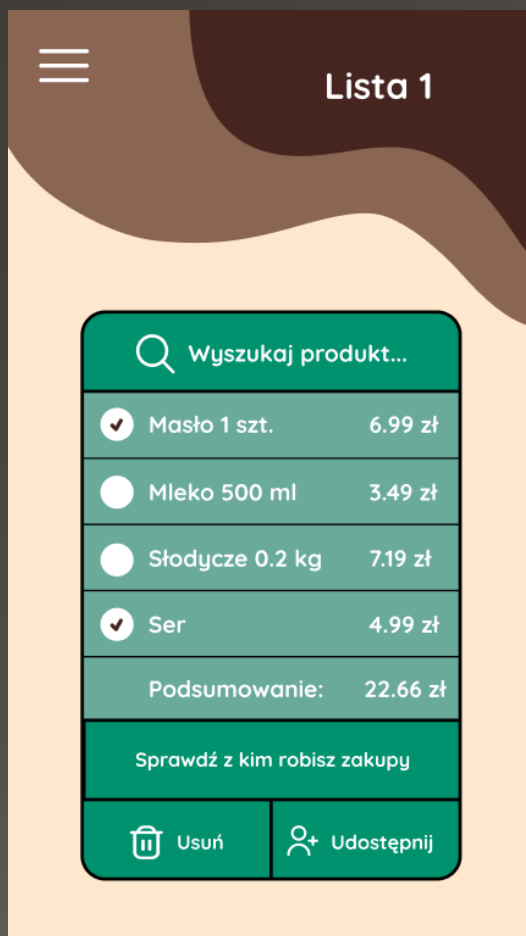 Lista 1
Wyszukaj produkt...
Masło 1 szt. 6.99 zł
Mleko 500 ml 3.49 zł
Słodycze 0.2 kg 7.19 zł
Ser 4.99 zł
Podsumowanie: 22.66 zł
Sprawdź z kim robisz zakupy
Usuń Udostępnij